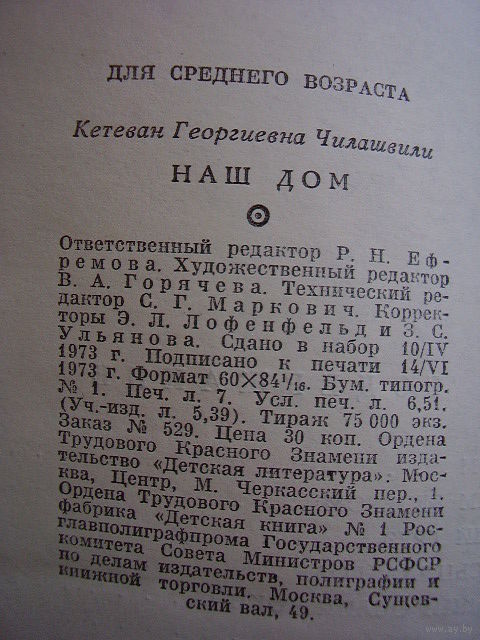 ДЛЯ СРЕДНЕГО ВОЗРАСТА
Кетеван Георгиевна Чилашвили
НАШ ДОМ
Ответственный редактор Р. Н. Еф-
ремова. Художественный редактор
В. А. Горячева. Технический ре-
дактор С. Г. Маркович. Коррек-
торы Э. Л. Лофенфельд и З. С.
Ульянова. Сдано в набор 10/IV
1973 г. Подписано к печати 14/VI
1973 г. Формат 60×84¹/₁₆. Бум. типогр.
№ 1. Печ. л. 7. Усл. печ. л. 6,51.
(Уч.-изд. л. 5,39). Тираж 75 000 экз.
Заказ № 529. Цена 30 коп. Ордена
Трудового Красного Знамени изда-
тельство «Детская литература». Мос-
ква, Центр, М. Черкасский пер., 1.
Ордена Трудового Красного Знамени
фабрика «Детская книга» № 1 Рос-
главполиграфпрома Государственного
комитета Совета Министров РСФСР
по делам издательств, полиграфии и
книжной торговли. Москва, Сущев-
ский вал, 49.
www.ay.by